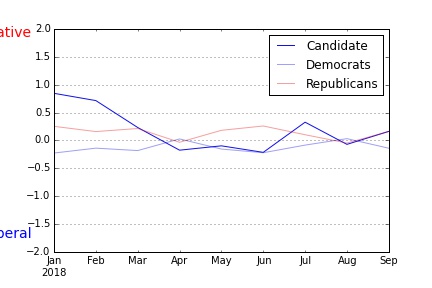 2.0
ative
1.5
1.0
0.5
0.0
−0.5
−1.0
−1.5
beral
−2.0
Candidate
Democrats
Republicans
Jan Feb Mar Apr May Jun Jul Aug Sep
2018